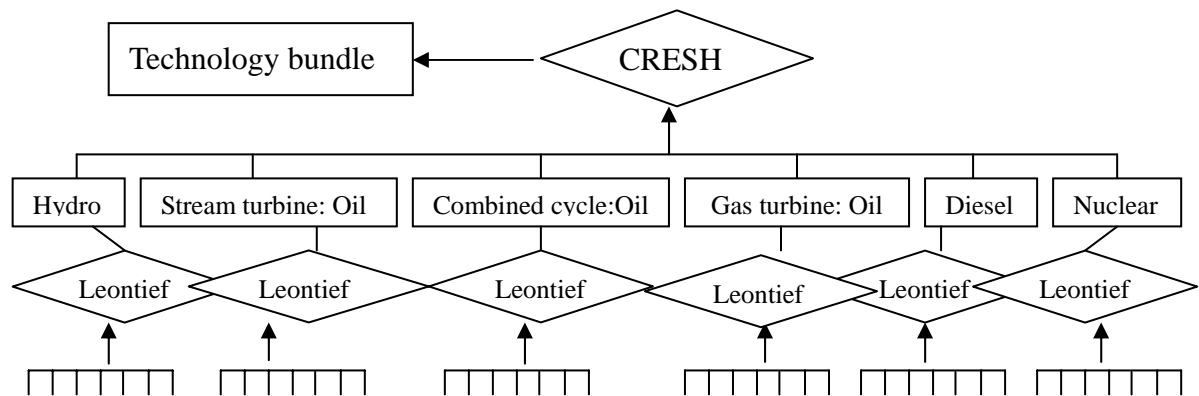 Technology bundle
CRESH
Hydro
Stream turbine: Oil
Combined cycle:Oil
Gas turbine: Oil
Diesel
Nuclear
Leontief
Leontief
Leontief
Leontief
Leontief
Leontief